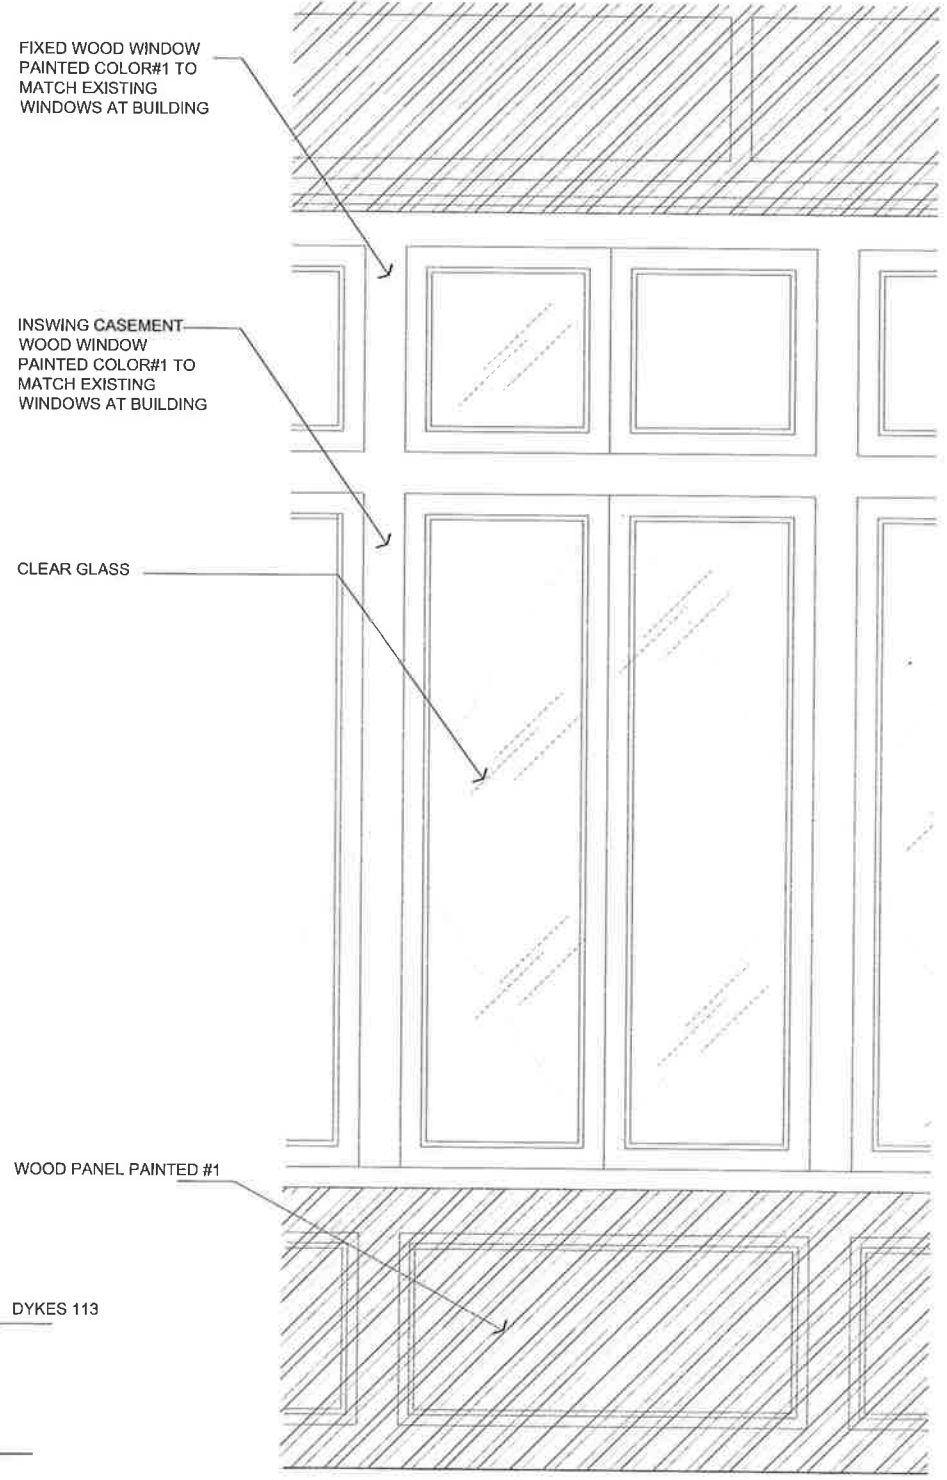 FIXED WOOD WINDOW
PAINTED COLOR#1 TO
MATCH EXISTING
WINDOWS AT BUILDING
INSWING CASEMENT
WOOD WINDOW
PAINTED COLOR#1 TO
MATCH EXISTING
WINDOWS AT BUILDING
CLEAR GLASS
WOOD PANEL PAINTED #1
DYKES 113